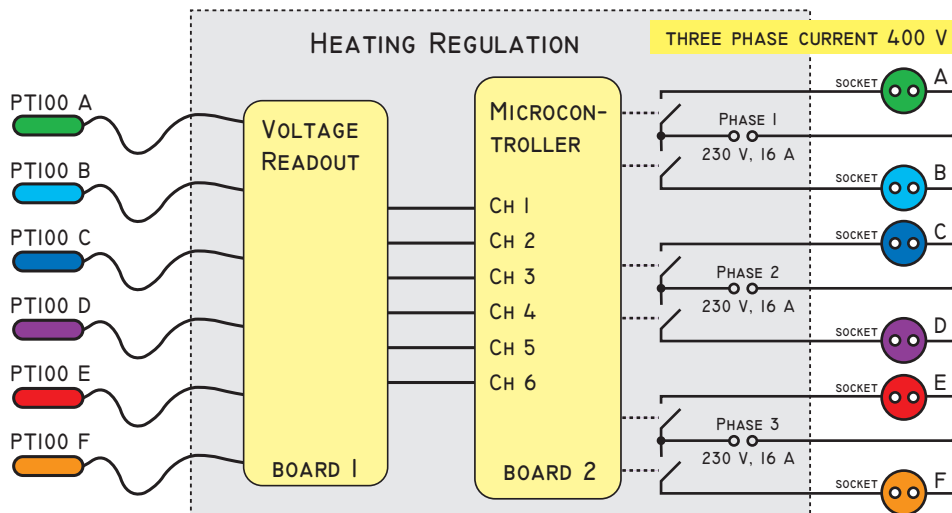 HEATING REGULATION
THREE PHASE CURRENT 400 V
PT100 A
PT100 B
PT100 C
PT100 D
PT100 E
PT100 F
VOLTAGE
READOUT
BOARD 1
MICROCON-
TROLLER
CH 1
CH 2
CH 3
CH 4
CH 5
CH 6
BOARD 2
PHASE 1
230 V, 16 A
PHASE 2
230 V, 16 A
PHASE 3
230 V, 16 A
SOCKET A
SOCKET B
SOCKET C
SOCKET D
SOCKET E
SOCKET F